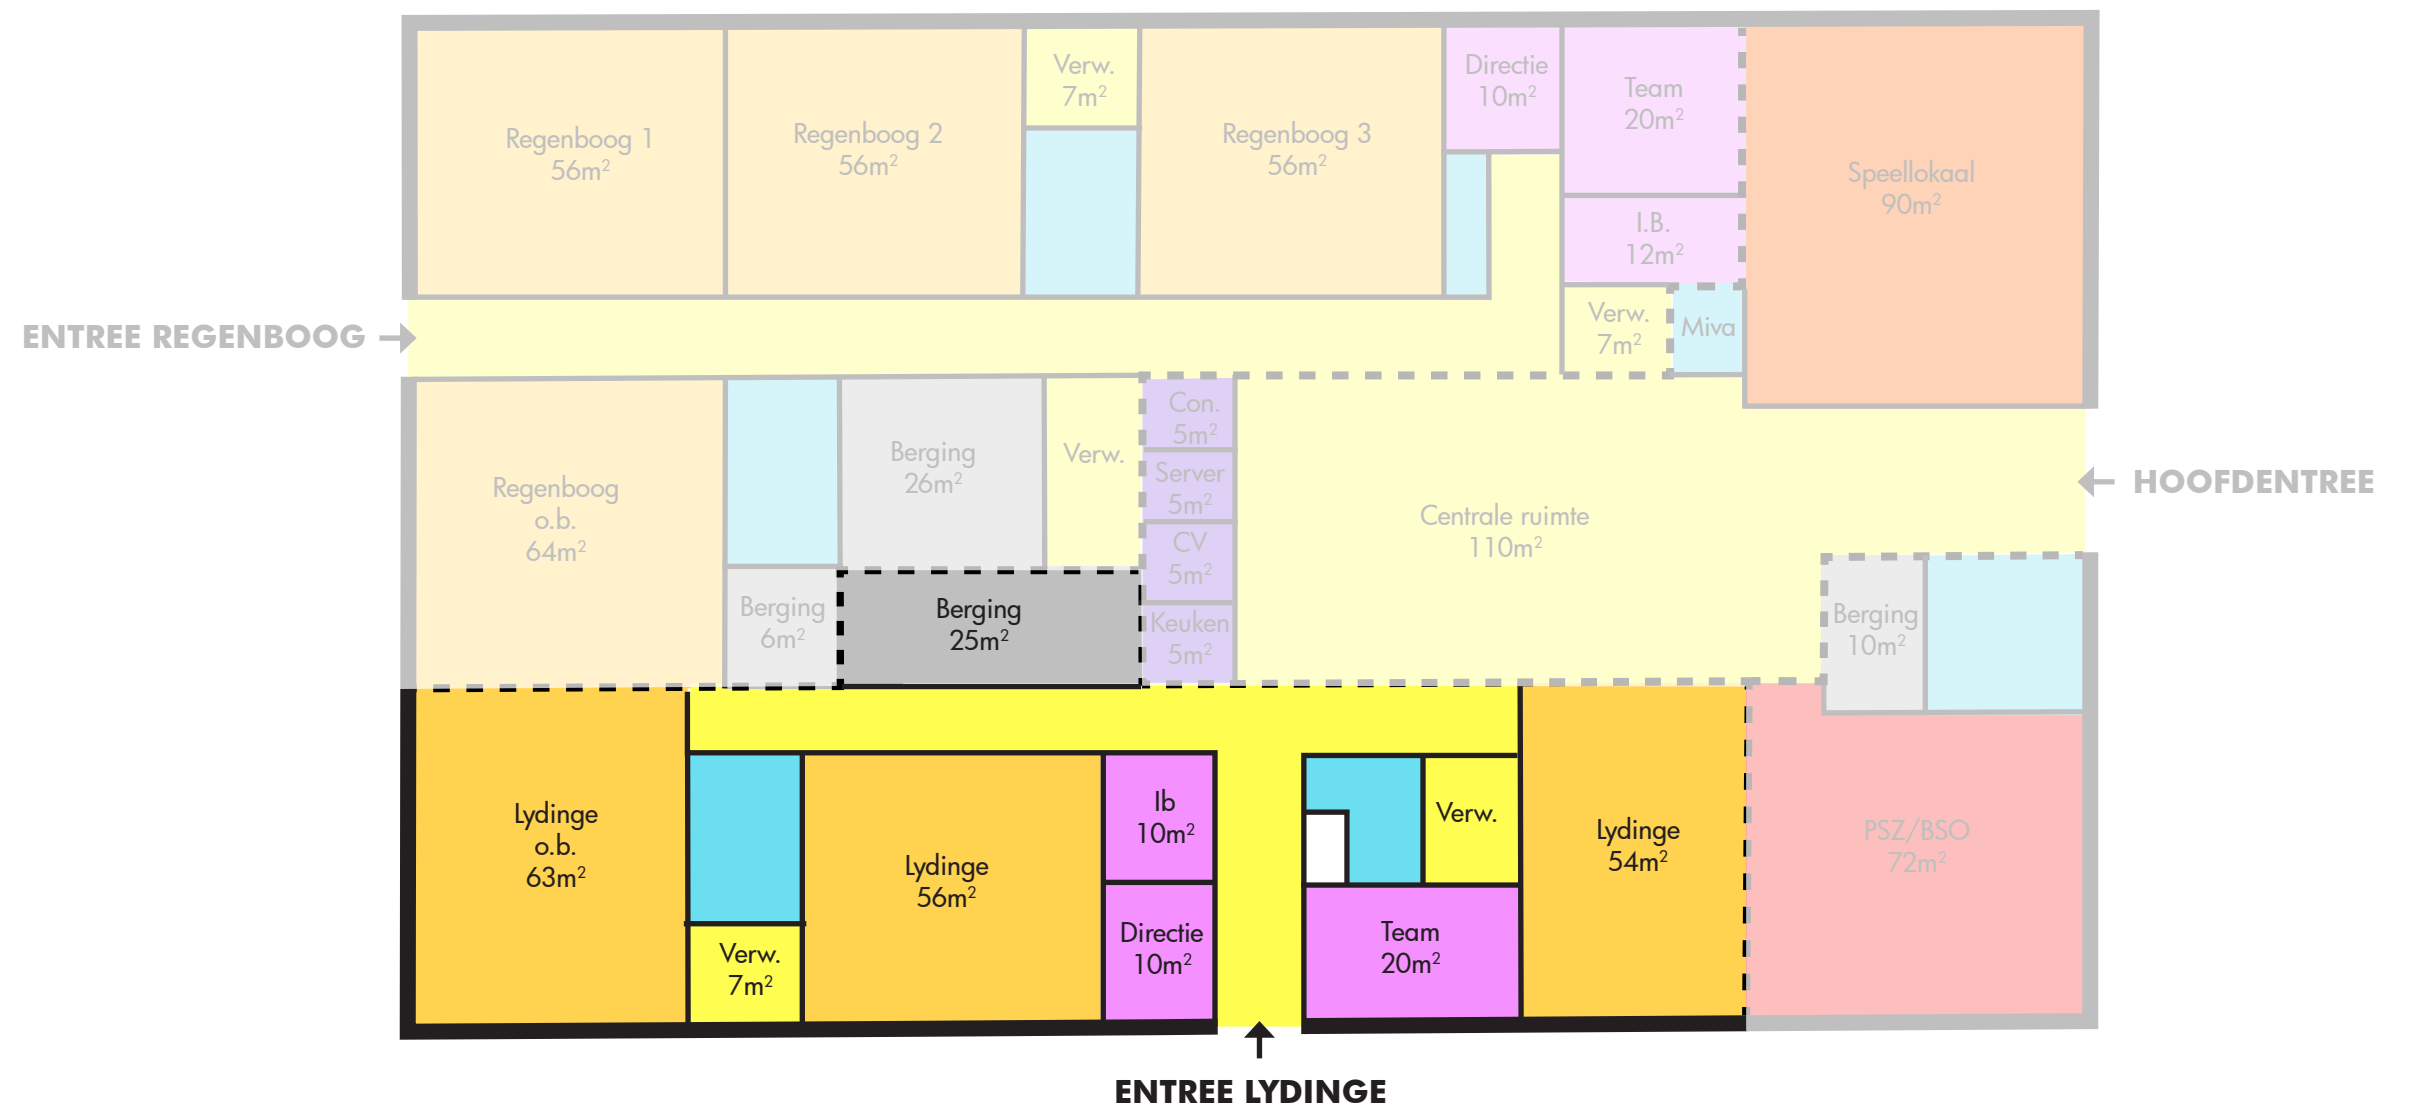 Regenboog 1
56m²
Regenboog 2
56m²
Verw.
7m²
Regenboog 3
56m²
Directie
10m²
Team
20m²
I.B.
12m²
Speellokaal
90m²
Verw.
7m²
Miva
ENTREE REGENBOOG
Regenboog
o.b.
64m²
Berging
26m²
Verw.
Con.
5m²
Server
5m²
CV
5m²
Keuken
5m²
Centrale ruimte
110m²
HOOFDENTREE
Berging
6m²
Berging
25m²
Berging
10m²
Lydinge
o.b.
63m²
Verw.
7m²
Lydinge
56m²
Ib
10m²
Directie
10m²
Verw.
Team
20m²
Lydinge
54m²
PSZ/BSO
72m²
ENTREE LYDINGE